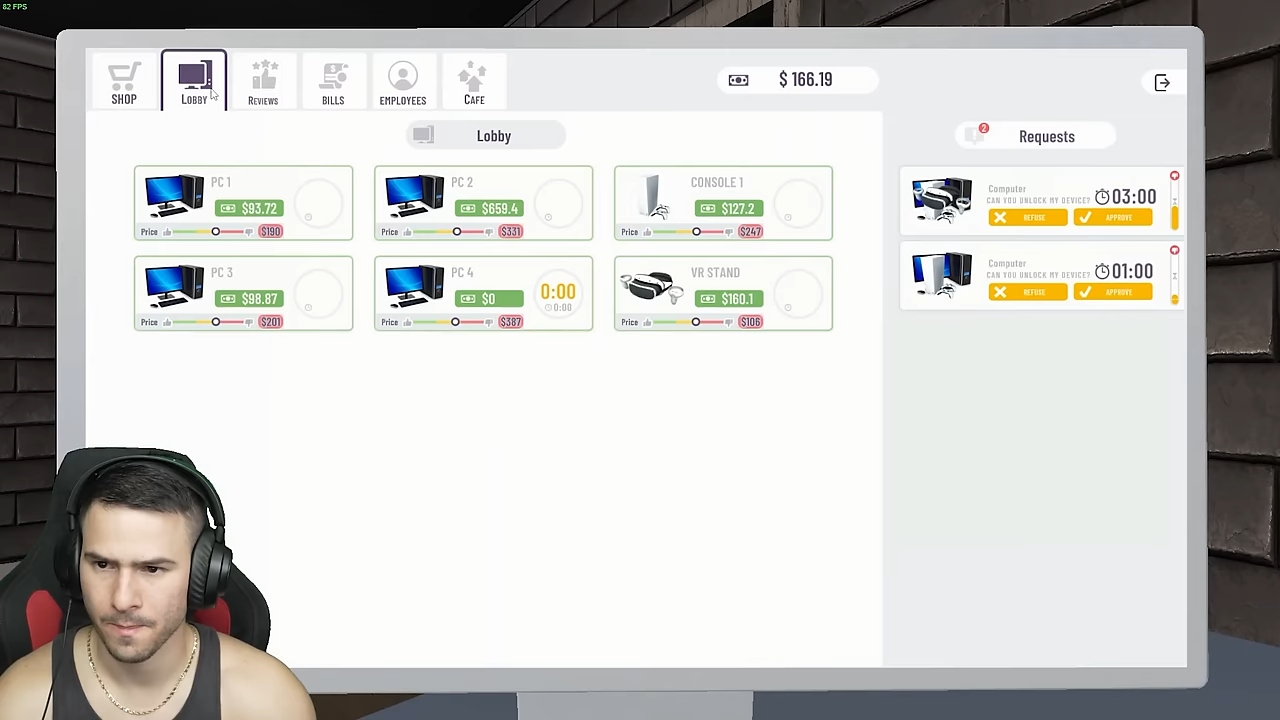 82 FPS
SHOP
LOBBY
REVIEWS
BILLS
EMPLOYEES
CAFE
$ 166.19
Lobby
Requests
2
PC 1
$93.72
Price
$190
PC 2
$659.4
Price
$331
CONSOLE 1
$127.2
Price
$247
PC 3
$98.87
Price
$201
PC 4
$0
0:00
0:00
Price
$387
VR STAND
$160.1
Price
$106
Computer
CAN YOU UNLOCK MY DEVICE?
03:00
REFUSE
APPROVE
Computer
CAN YOU UNLOCK MY DEVICE?
01:00
REFUSE
APPROVE